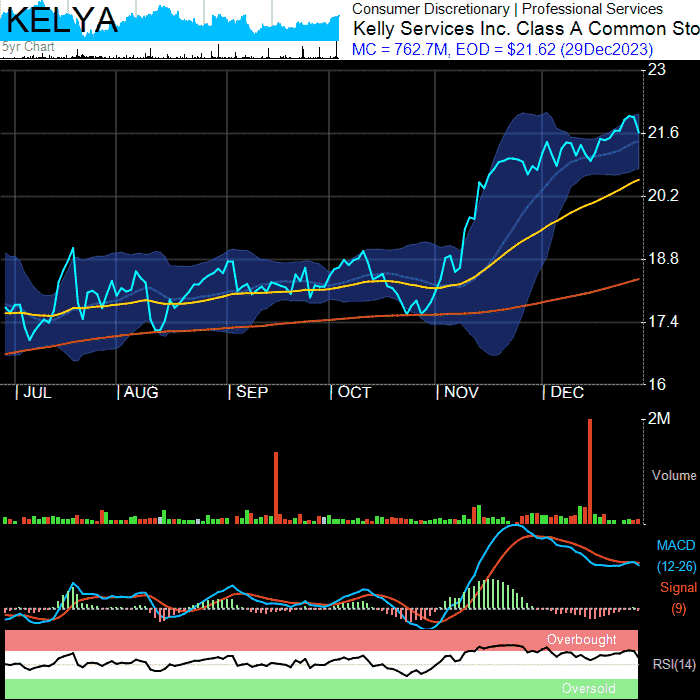 KELYA
5yr Chart
Consumer Discretionary | Professional Services
Kelly Services Inc. Class A Common Sto
MC = 762.7M, EOD = $21.62 (29Dec2023)
23
21.6
20.2
18.8
17.4
16
| JUL | AUG | SEP | OCT | NOV | DEC
2M
Volume
MACD
(12-26)
Signal
(9)
Overbought
RSI(14)
Oversold